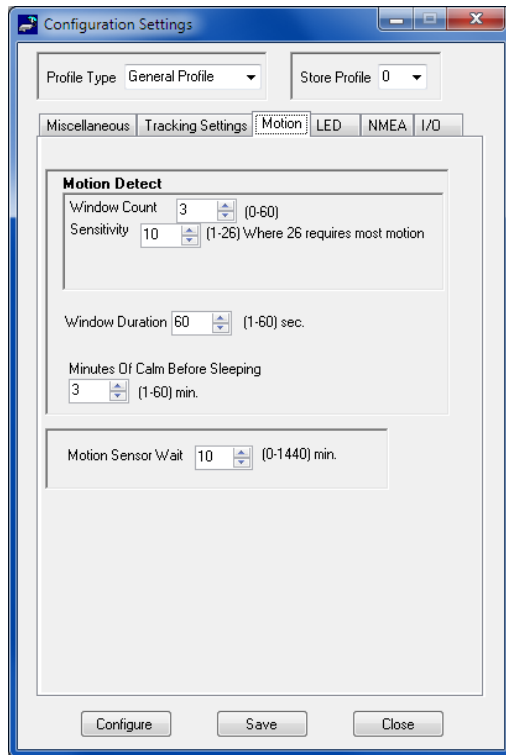 Configuration Settings
Profile Type General Profile Store Profile 0
Miscellaneous Tracking Settings Motion LED NMEA I/O
Motion Detect
Window Count 3 (0-60)
Sensitivity 10 (1-26) Where 26 requires most motion
Window Duration 60 (1-60) sec.
Minutes Of Calm Before Sleeping
3 (1-60) min.
Motion Sensor Wait 10 (0-1440) min.
Configure Save Close